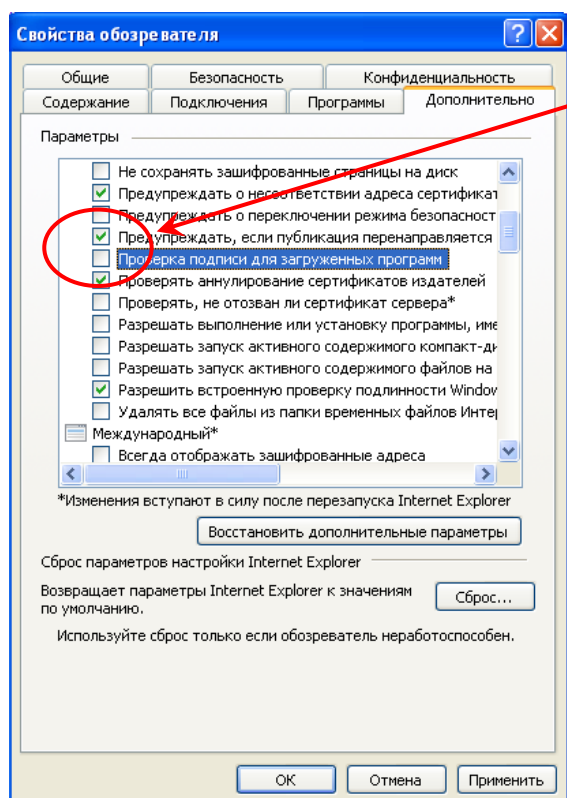 Свойства обозревателя
Общие Безопасность Конфиденциальность
Содержание Подключения Программы Дополнительно
Параметры
Не сохранять зашифрованные страницы на диск
Предупреждать о несоответствии адреса сертификат
Предупреждать о переключении режима безопасност
Предупреждать, если публикация перенаправляется
Проверка подписи для загруженных программ
Проверять аннулирование сертификатов издателей
Проверять, не отозван ли сертификат сервера*
Разрешать выполнение или установку программы, име
Разрешать запуск активного содержимого компакт-ди
Разрешать запуск активного содержимого файлов на
Разрешить встроенную проверку подлинности Window
Удалять все файлы из папки временных файлов Интер
Международный*
Всегда отображать зашифрованные адреса
*Изменения вступают в силу после перезапуска Internet Explorer
Восстановить дополнительные параметры
Сброс параметров настройки Internet Explorer
Возвращает параметры Internet Explorer к значениям
по умолчанию.
Сброс...
Используйте сброс только если обозреватель неработоспособен.
ОК Отмена Применить